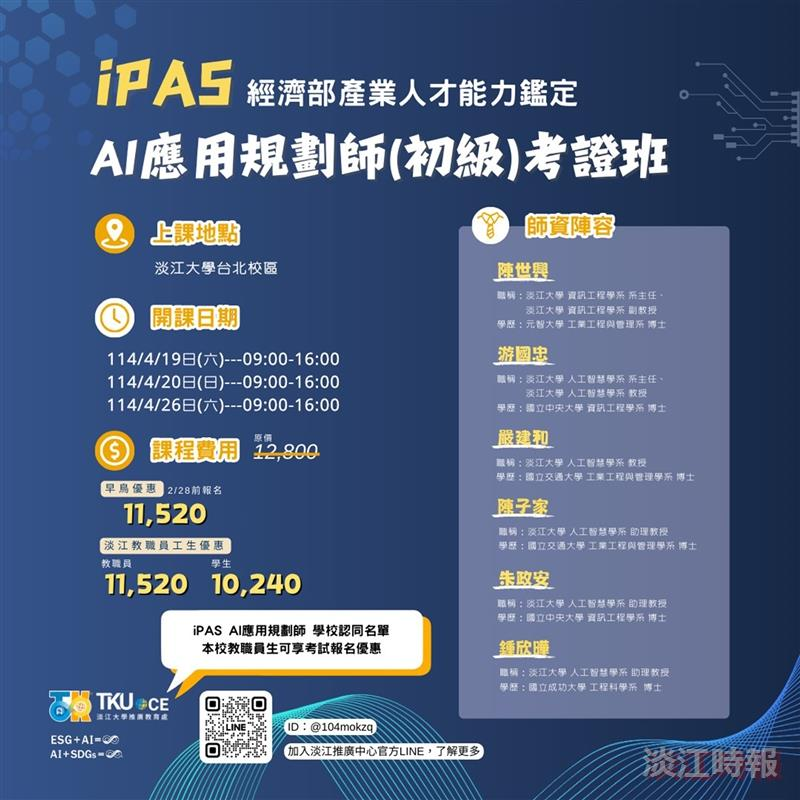 iPAS 經濟部產業人才能力鑑定
AI應用規劃師(初級)考證班
上課地點
淡江大學台北校區
開課日期
114/4/19日(六)---09:00-16:00
114/4/20日(日)---09:00-16:00
114/4/26日(六)---09:00-16:00
課程費用
原價
12,800
早鳥優惠 2/28前報名
11,520
淡江教職員工生優惠
教職員 學生
11,520 10,240
iPAS AI應用規劃師 學校認同名單
本校教職員生可享考試報名優惠
師資陣容
陳世興
職稱：淡江大學 資訊工程學系 系主任、
淡江大學 資訊工程學系 副教授
學歷：元智大學 工業工程與管理系 博士
游國忠
職稱：淡江大學 人工智慧學系 系主任、
淡江大學 人工智慧學系 教授
學歷：國立中央大學 資訊工程學系 博士
嚴建和
職稱：淡江大學 人工智慧學系 教授
學歷：國立交通大學 工業工程與管理學系 博士
陳子家
職稱：淡江大學 人工智慧學系 助理教授
學歷：國立交通大學 工業工程與管理學系 博士
朱政安
職稱：淡江大學 人工智慧學系 助理教授
學歷：國立中央大學 資訊工程學系 博士
鍾欣曄
職稱：淡江大學 人工智慧學系 助理教授
學歷：國立成功大學 工程科學系 博士
TKU CE
淡江大學推廣教育處
ESG+AI=
AI+SDGs=
LINE
ID：@104mokzq
加入淡江推廣中心官方LINE，了解更多
淡江時報